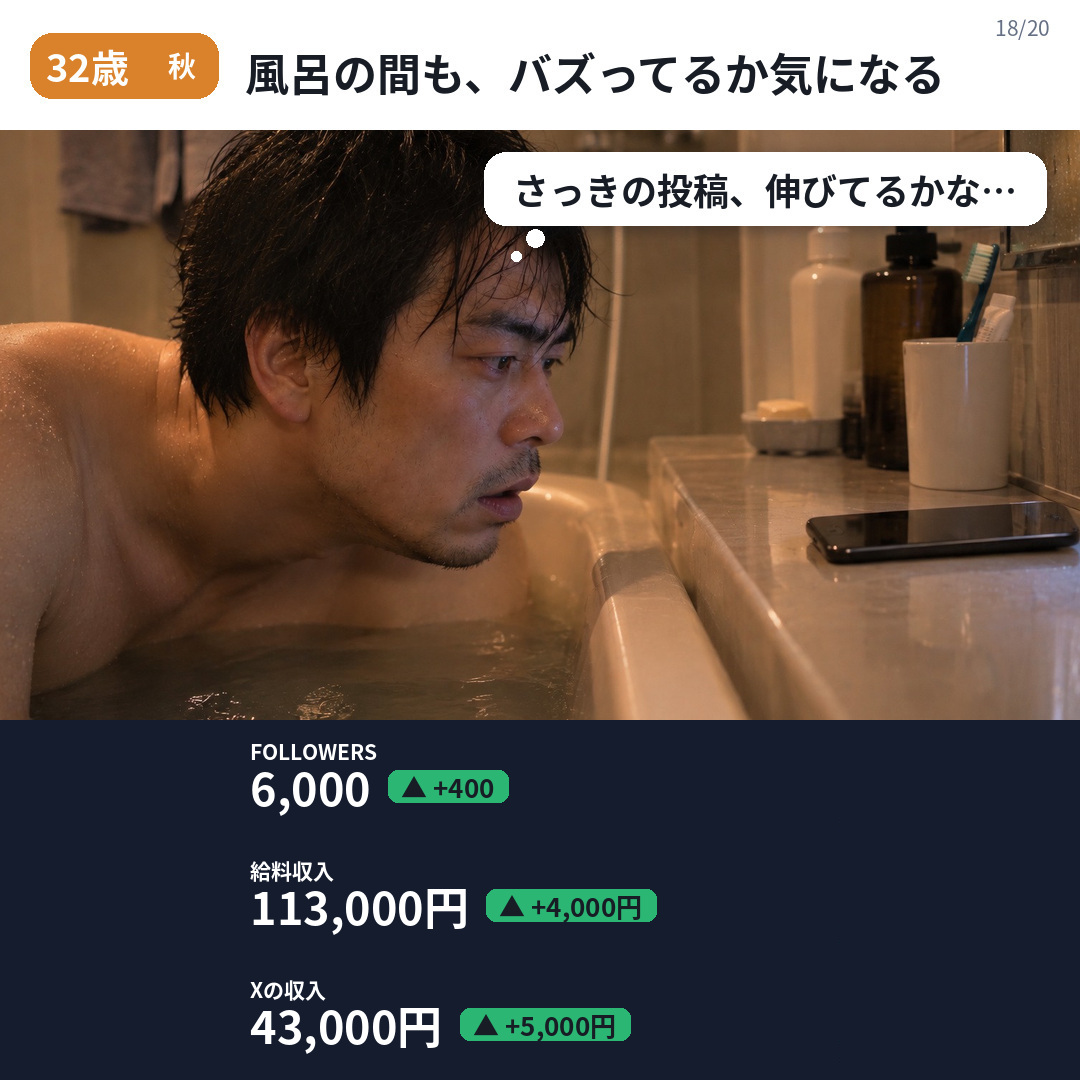 18/20
32歳 秋
風呂の間も、バズってるか気になる
さっきの投稿、伸びてるかな…
FOLLOWERS
6,000 ▲ +400
給料収入
113,000円 ▲ +4,000円
Xの収入
43,000円 ▲ +5,000円